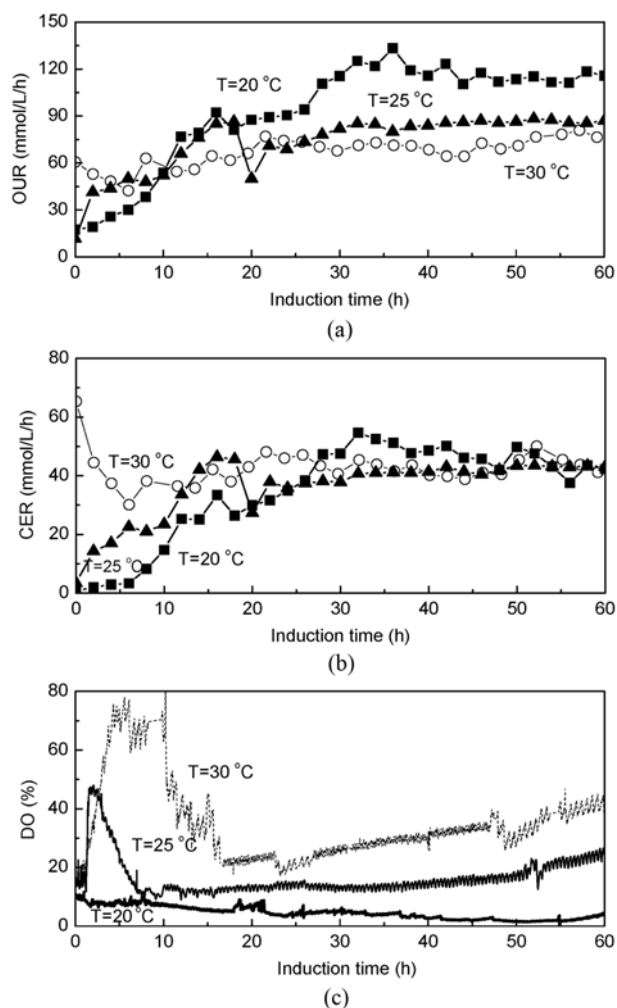 150
120
90
60
30
0
OUR (mmol/L/h)
T=20 °C
T=25 °C
T=30 °C
0 10 20 30 40 50 60
Induction time (h)
(a)
80
60
40
20
0
CER (mmol/L/h)
T=30 °C
T=25 °C
T=20 °C
0 10 20 30 40 50 60
Induction time (h)
(b)
80
60
40
20
0
DO (%)
T=30 °C
T=25 °C
T=20 °C
0 10 20 30 40 50 60
Induction time (h)
(c)